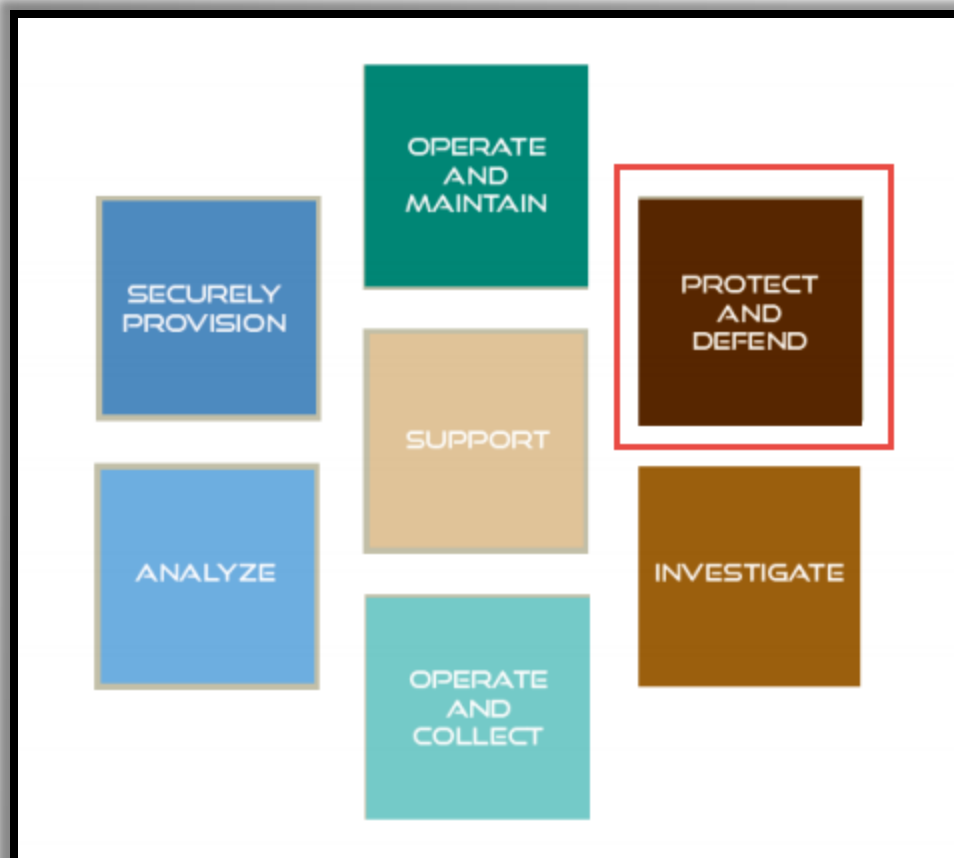 OPERATE
AND
MAINTAIN
SECURELY
PROVISION
PROTECT
AND
DEFEND
SUPPORT
ANALYZE
INVESTIGATE
OPERATE
AND
COLLECT